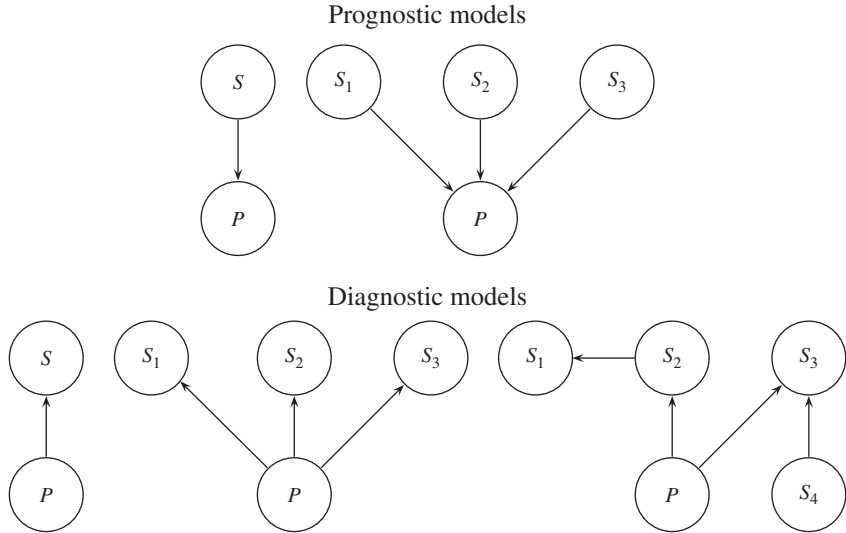 Prognostic models
S S₁ S₂ S₃
P P
Diagnostic models
S S₁ S₂ S₃ S₁ S₂ S₃
P P P S₄